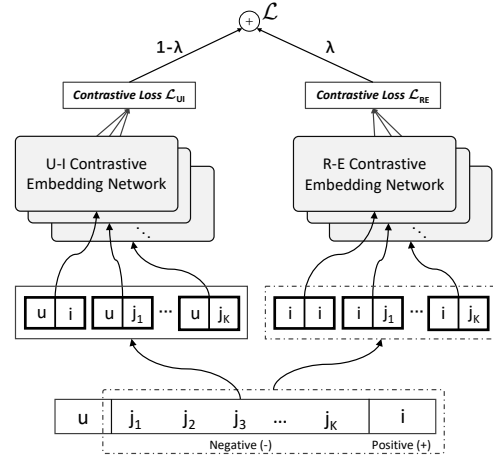 ℒ
1-λ λ
Contrastive Loss ℒUI Contrastive Loss ℒRE
U-I Contrastive
Embedding Network
R-E Contrastive
Embedding Network
⋱ ⋱
u i u j1 ... u jK i i i j1 ... i jK
u j1 j2 j3 ... jK i
Negative (-) Positive (+)